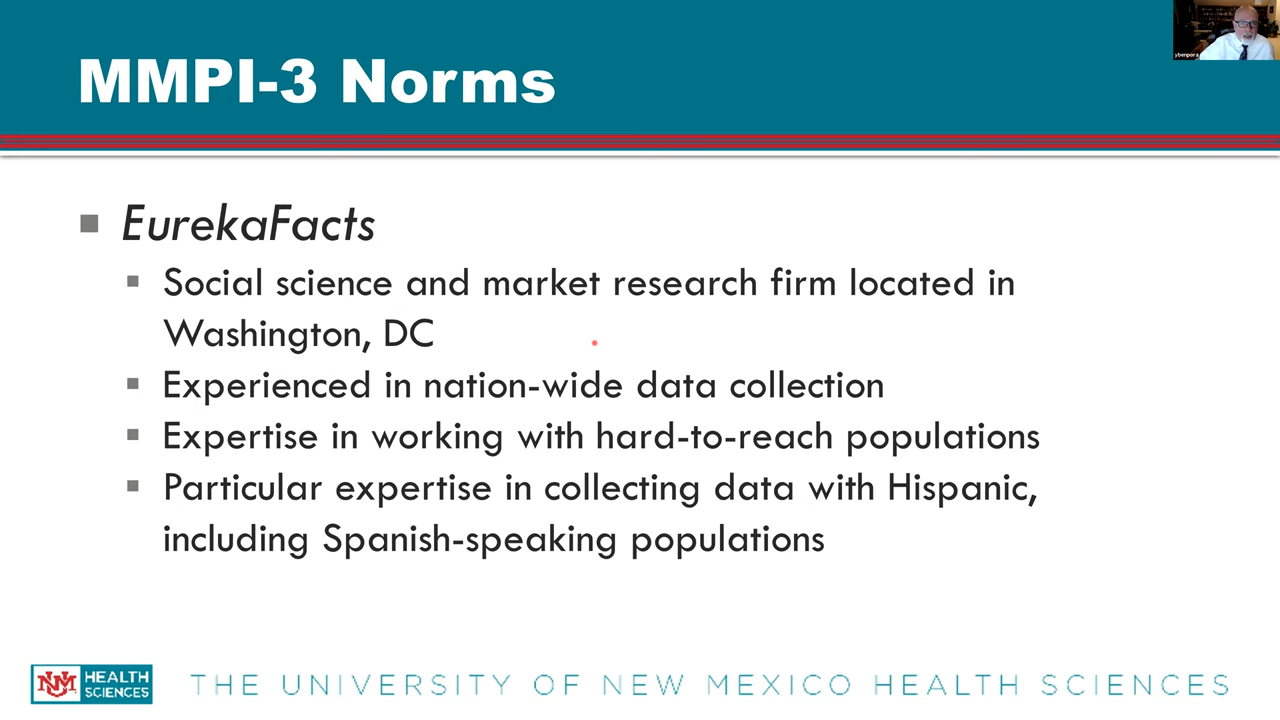 MMPI-3 Norms
ybenpora
EurekaFacts
Social science and market research firm located in
Washington, DC
Experienced in nation-wide data collection
Expertise in working with hard-to-reach populations
Particular expertise in collecting data with Hispanic,
including Spanish-speaking populations
UNM HEALTH
SCIENCES
THE UNIVERSITY OF NEW MEXICO HEALTH SCIENCES